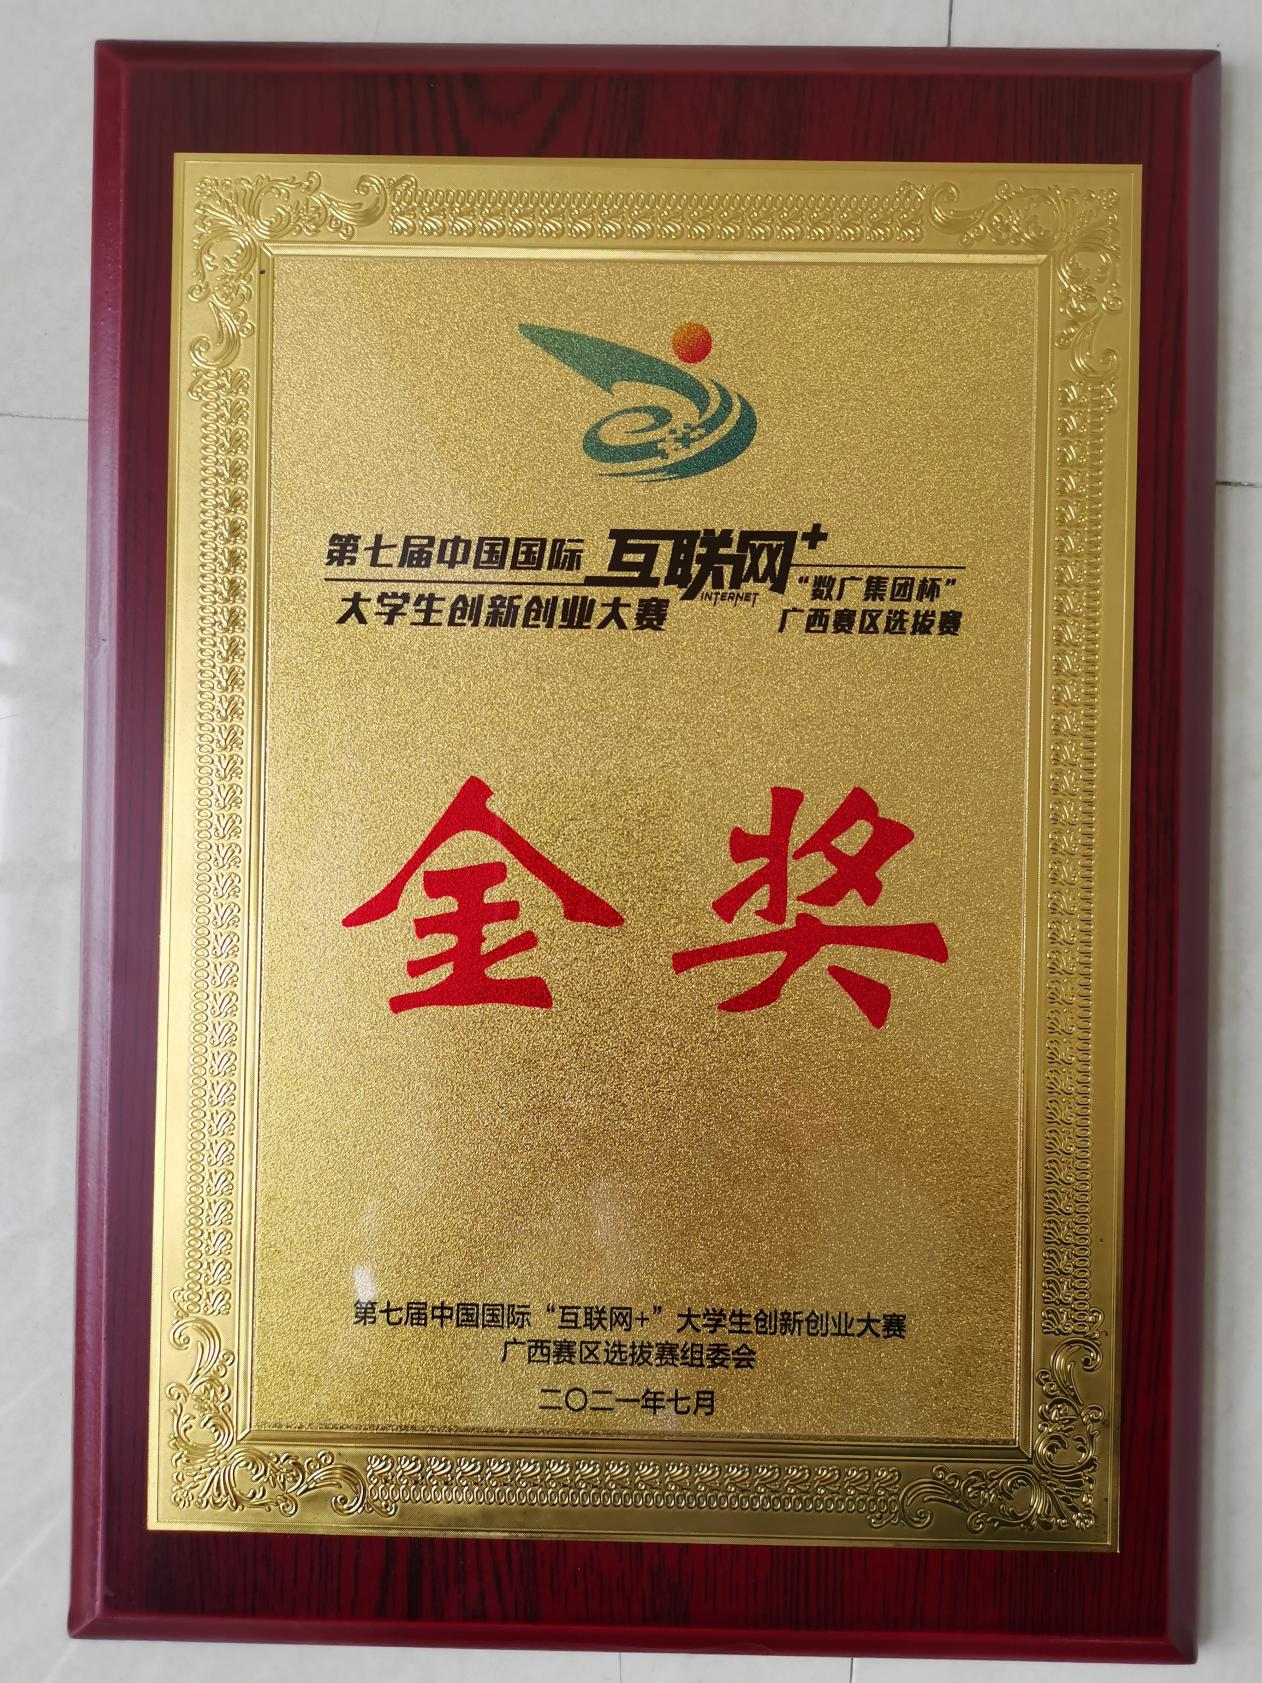 第七届中国国际 互联网+
INTERNET
大学生创新创业大赛
“数广集团杯”
广西赛区选拔赛
金奖
第七届中国国际“互联网+”大学生创新创业大赛
广西赛区选拔赛组委会
二〇二一年七月